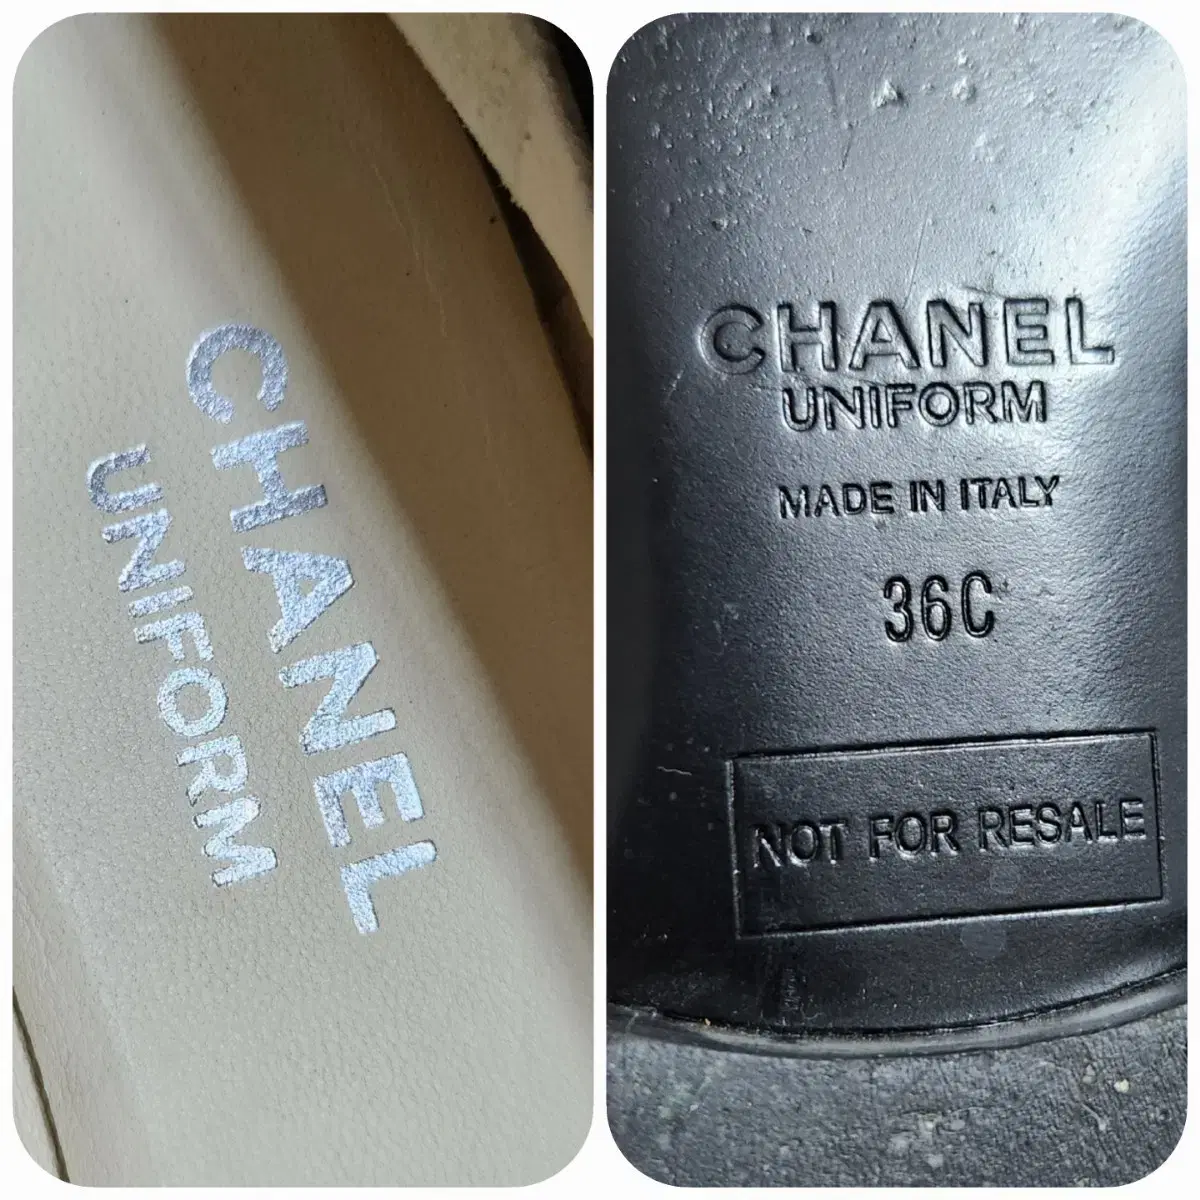 CHANEL
UNIFORM
CHANEL
UNIFORM
MADE IN ITALY
36C
NOT FOR RESALE